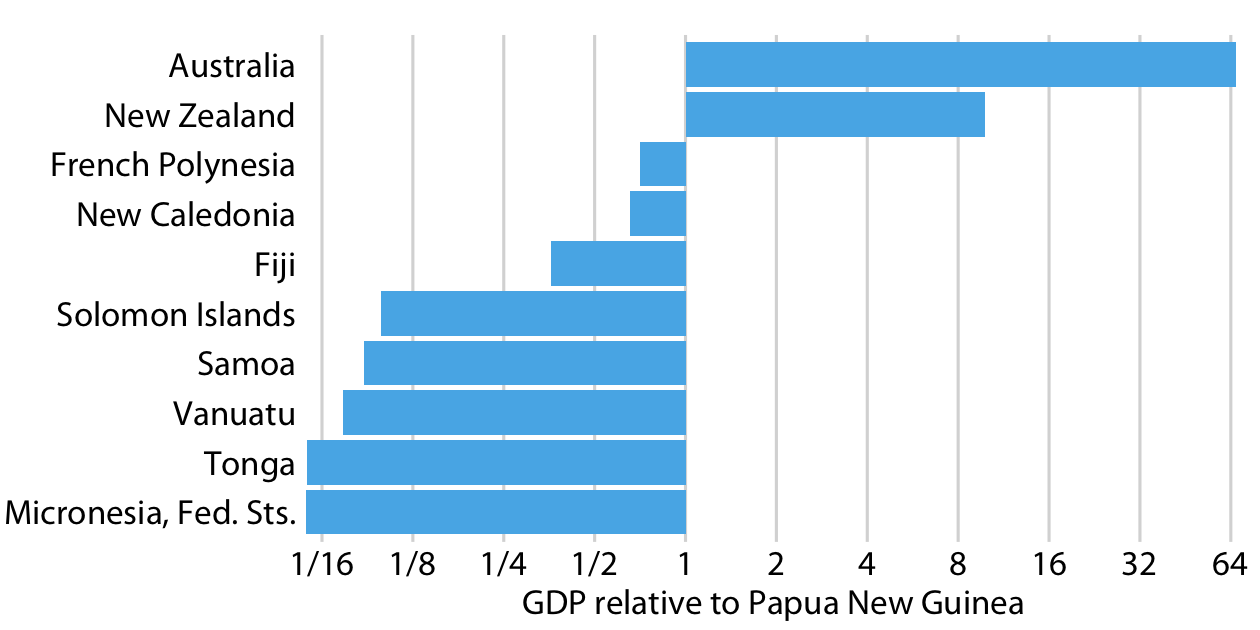 Australia
New Zealand
French Polynesia
New Caledonia
Fiji
Solomon Islands
Samoa
Vanuatu
Tonga
Micronesia, Fed. Sts.
1/16 1/8 1/4 1/2 1 2 4 8 16 32 64
GDP relative to Papua New Guinea